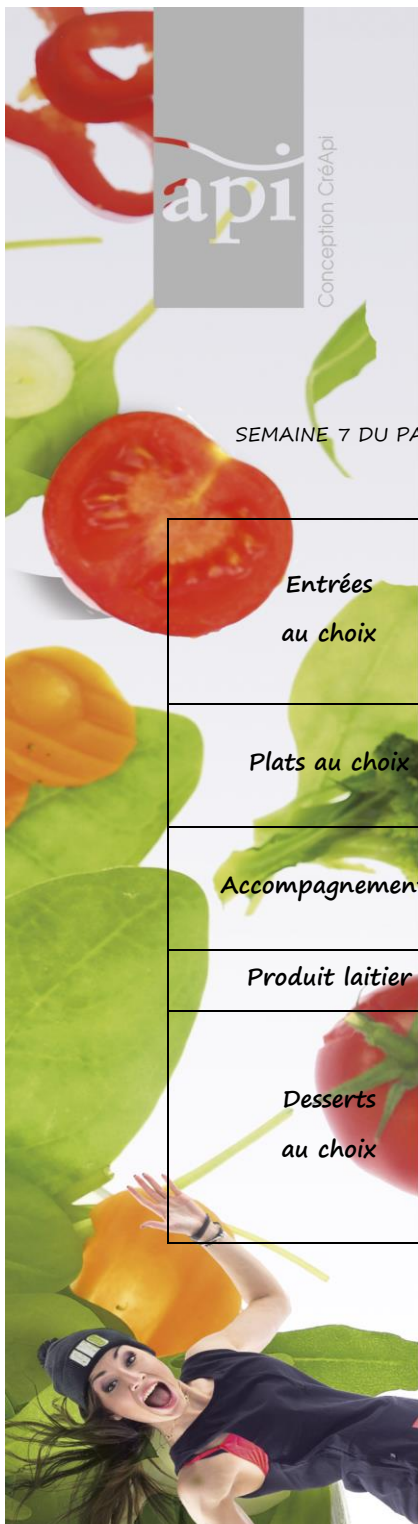 api
Conception CréApi
SEMAINE 7 DU PA
Entrées
au choix
Plats au choix
Accompagnement
Produit laitier
Desserts
au choix